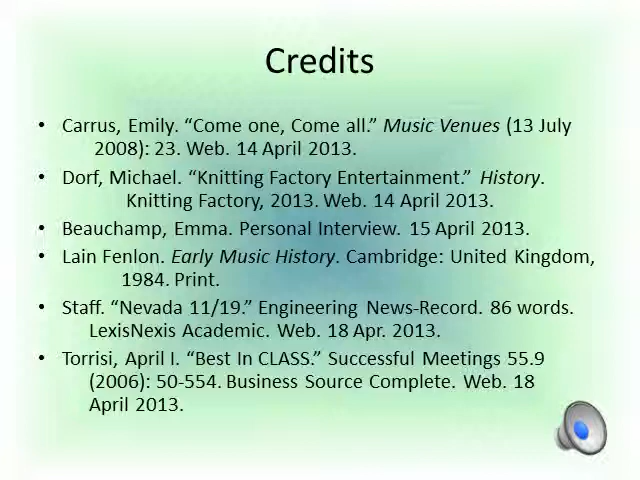 Credits
• Carrus, Emily. “Come one, Come all.” Music Venues (13 July
2008): 23. Web. 14 April 2013.
• Dorf, Michael. “Knitting Factory Entertainment.” History.
Knitting Factory, 2013. Web. 14 April 2013.
• Beauchamp, Emma. Personal Interview. 15 April 2013.
• Lain Fenlon. Early Music History. Cambridge: United Kingdom,
1984. Print.
• Staff. “Nevada 11/19.” Engineering News-Record. 86 words.
LexisNexis Academic. Web. 18 Apr. 2013.
• Torrisi, April I. “Best In CLASS.” Successful Meetings 55.9
(2006): 50-554. Business Source Complete. Web. 18
April 2013.